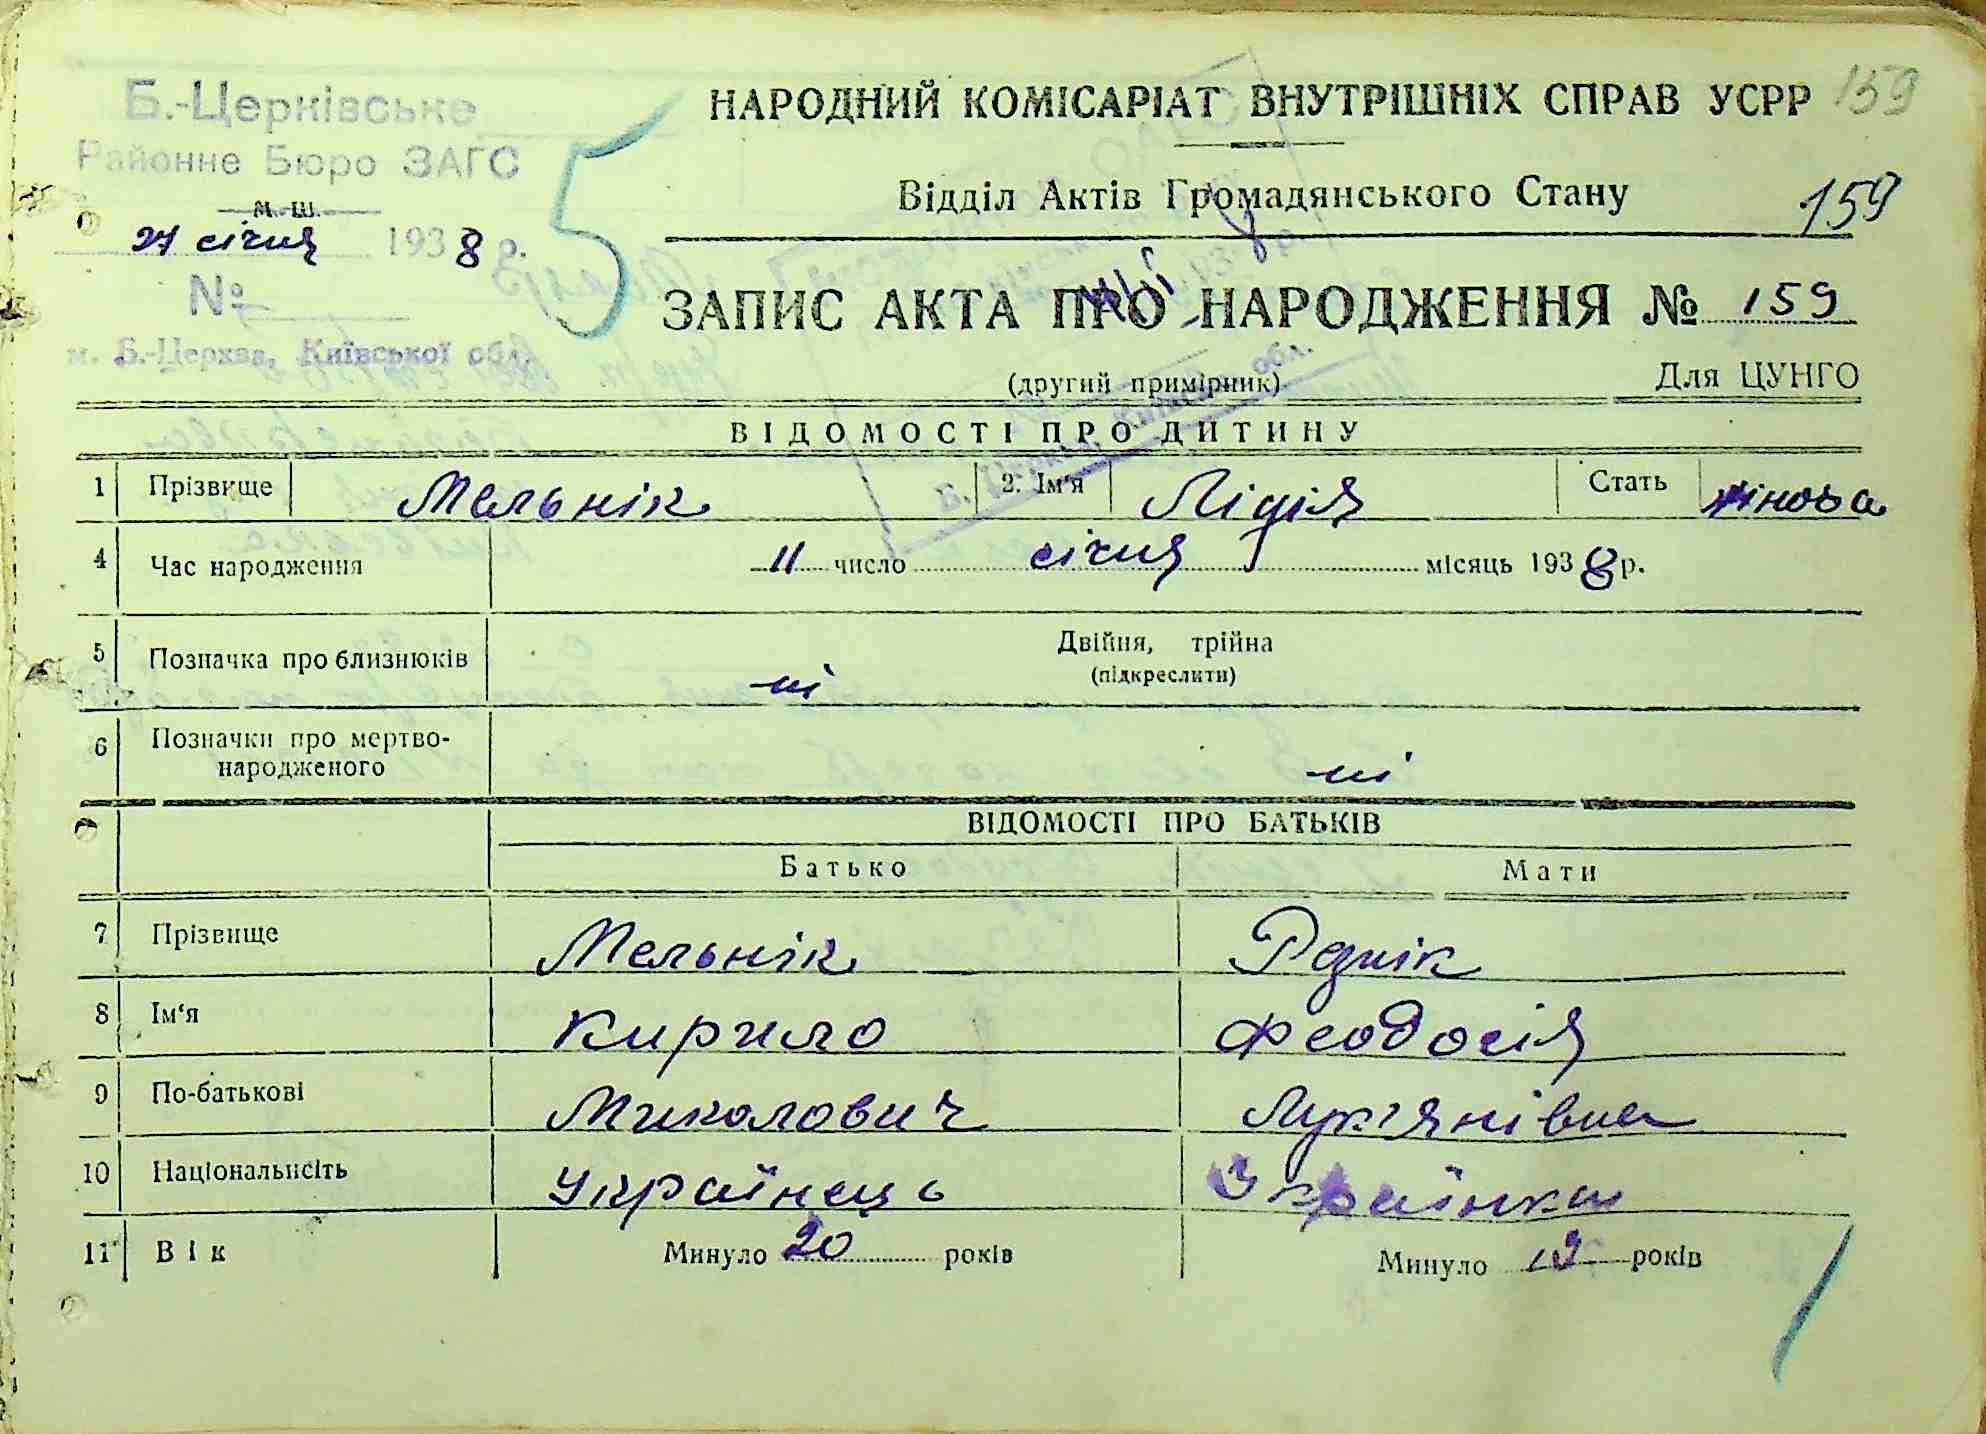 159
Б.-Церківське
Районне Бюро ЗАГС
м. ш.
27 січня 1938 р.
№
м. Б.-Церква, Київської обл.
5
НАРОДНИЙ КОМІСАРІАТ ВНУТРІШНІХ СПРАВ УСРР
Відділ Актів Громадянського Стану
159
ЗАПИС АКТА ПРО НАРОДЖЕННЯ № 159
(другий примірник)
Для ЦУНГО
ВІДОМОСТІ ПРО ДИТИНУ
1 Прізвище Мельнік 2. Ім'я Лідія Стать жіноча
4 Час народження 11 число січня місяць 1938 р.
5 Позначка про близнюків ні Двійня, трійна
(підкреслити)
6 Позначки про мертво-
народженого ні
ВІДОМОСТІ ПРО БАТЬКІВ
Батько Мати
7 Прізвище Мельнік Рєзнік
8 Ім'я Кирило Феодосія
9 По-батькові Миколович Лук'янівна
10 Національність Українець Українка
11 Вік Минуло 20 років Минуло 19 років